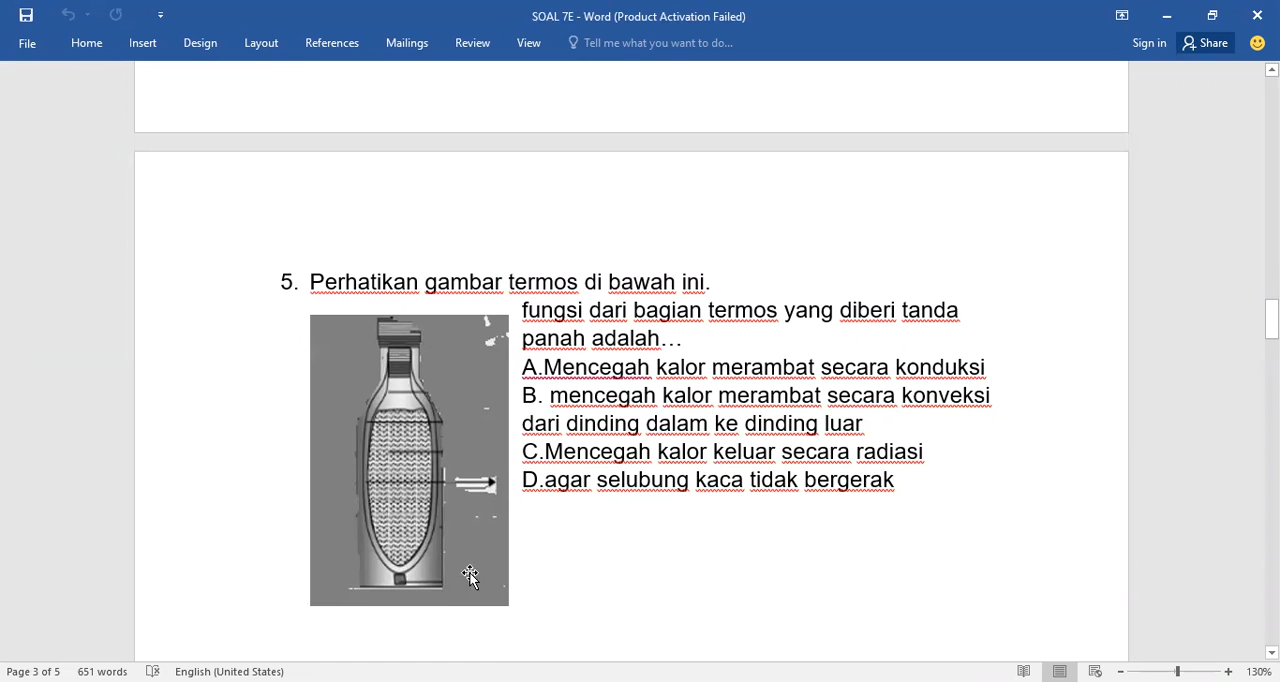 SOAL 7E - Word (Product Activation Failed)
File Home Insert Design Layout References Mailings Review View Tell me what you want to do... Sign in Share
5. Perhatikan gambar termos di bawah ini.
fungsi dari bagian termos yang diberi tanda
panah adalah…
A.Mencegah kalor merambat secara konduksi
B. mencegah kalor merambat secara konveksi
dari dinding dalam ke dinding luar
C.Mencegah kalor keluar secara radiasi
D.agar selubung kaca tidak bergerak
Page 3 of 5 651 words English (United States) 130%